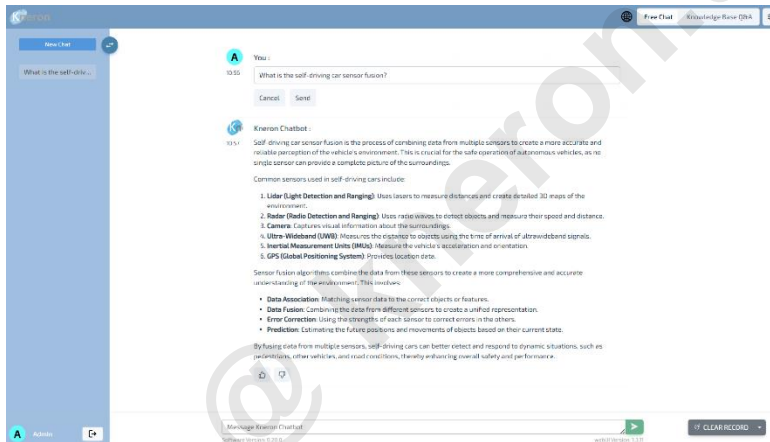 Kneron
Free Chat
Knowledge Base Q&A
New Chat
What is the self-driv...
A
You :
10:56
What is the self-driving car sensor fusion?
Cancel
Send
Kneron Chatbot :
10:57
Self-driving car sensor fusion is the process of combining data from multiple sensors to create a more accurate and
reliable perception of the vehicle's environment. This is crucial for the safe operation of autonomous vehicles, as no
single sensor can provide a complete picture of the surroundings.
Common sensors used in self-driving cars include:
1. Lidar (Light Detection and Ranging): Uses lasers to measure distances and create detailed 3D maps of the
environment.
2. Radar (Radio Detection and Ranging): Uses radio waves to detect objects and measure their speed and distance.
3. Camera: Captures visual information about the surroundings.
4. Ultra-Wideband (UWB): Measures the distance to objects using the time of arrival of ultrawideband signals.
5. Inertial Measurement Units (IMUs): Measure the vehicle's acceleration and orientation.
6. GPS (Global Positioning System): Provides location data.
Sensor fusion algorithms combine the data from these sensors to create a more comprehensive and accurate
understanding of the environment. This involves:
• Data Association: Matching sensor data to the correct objects or features.
• Data Fusion: Combining the data from different sensors to create a unified representation.
• Error Correction: Using the strengths of each sensor to correct errors in the others.
• Prediction: Estimating the future positions and movements of objects based on their current state.
By fusing data from multiple sensors, self-driving cars can better detect and respond to dynamic situations, such as
pedestrians, other vehicles, and road conditions, thereby enhancing overall safety and performance.
Message Kneron Chatbot
CLEAR RECORD
A
Admin
@ kneron